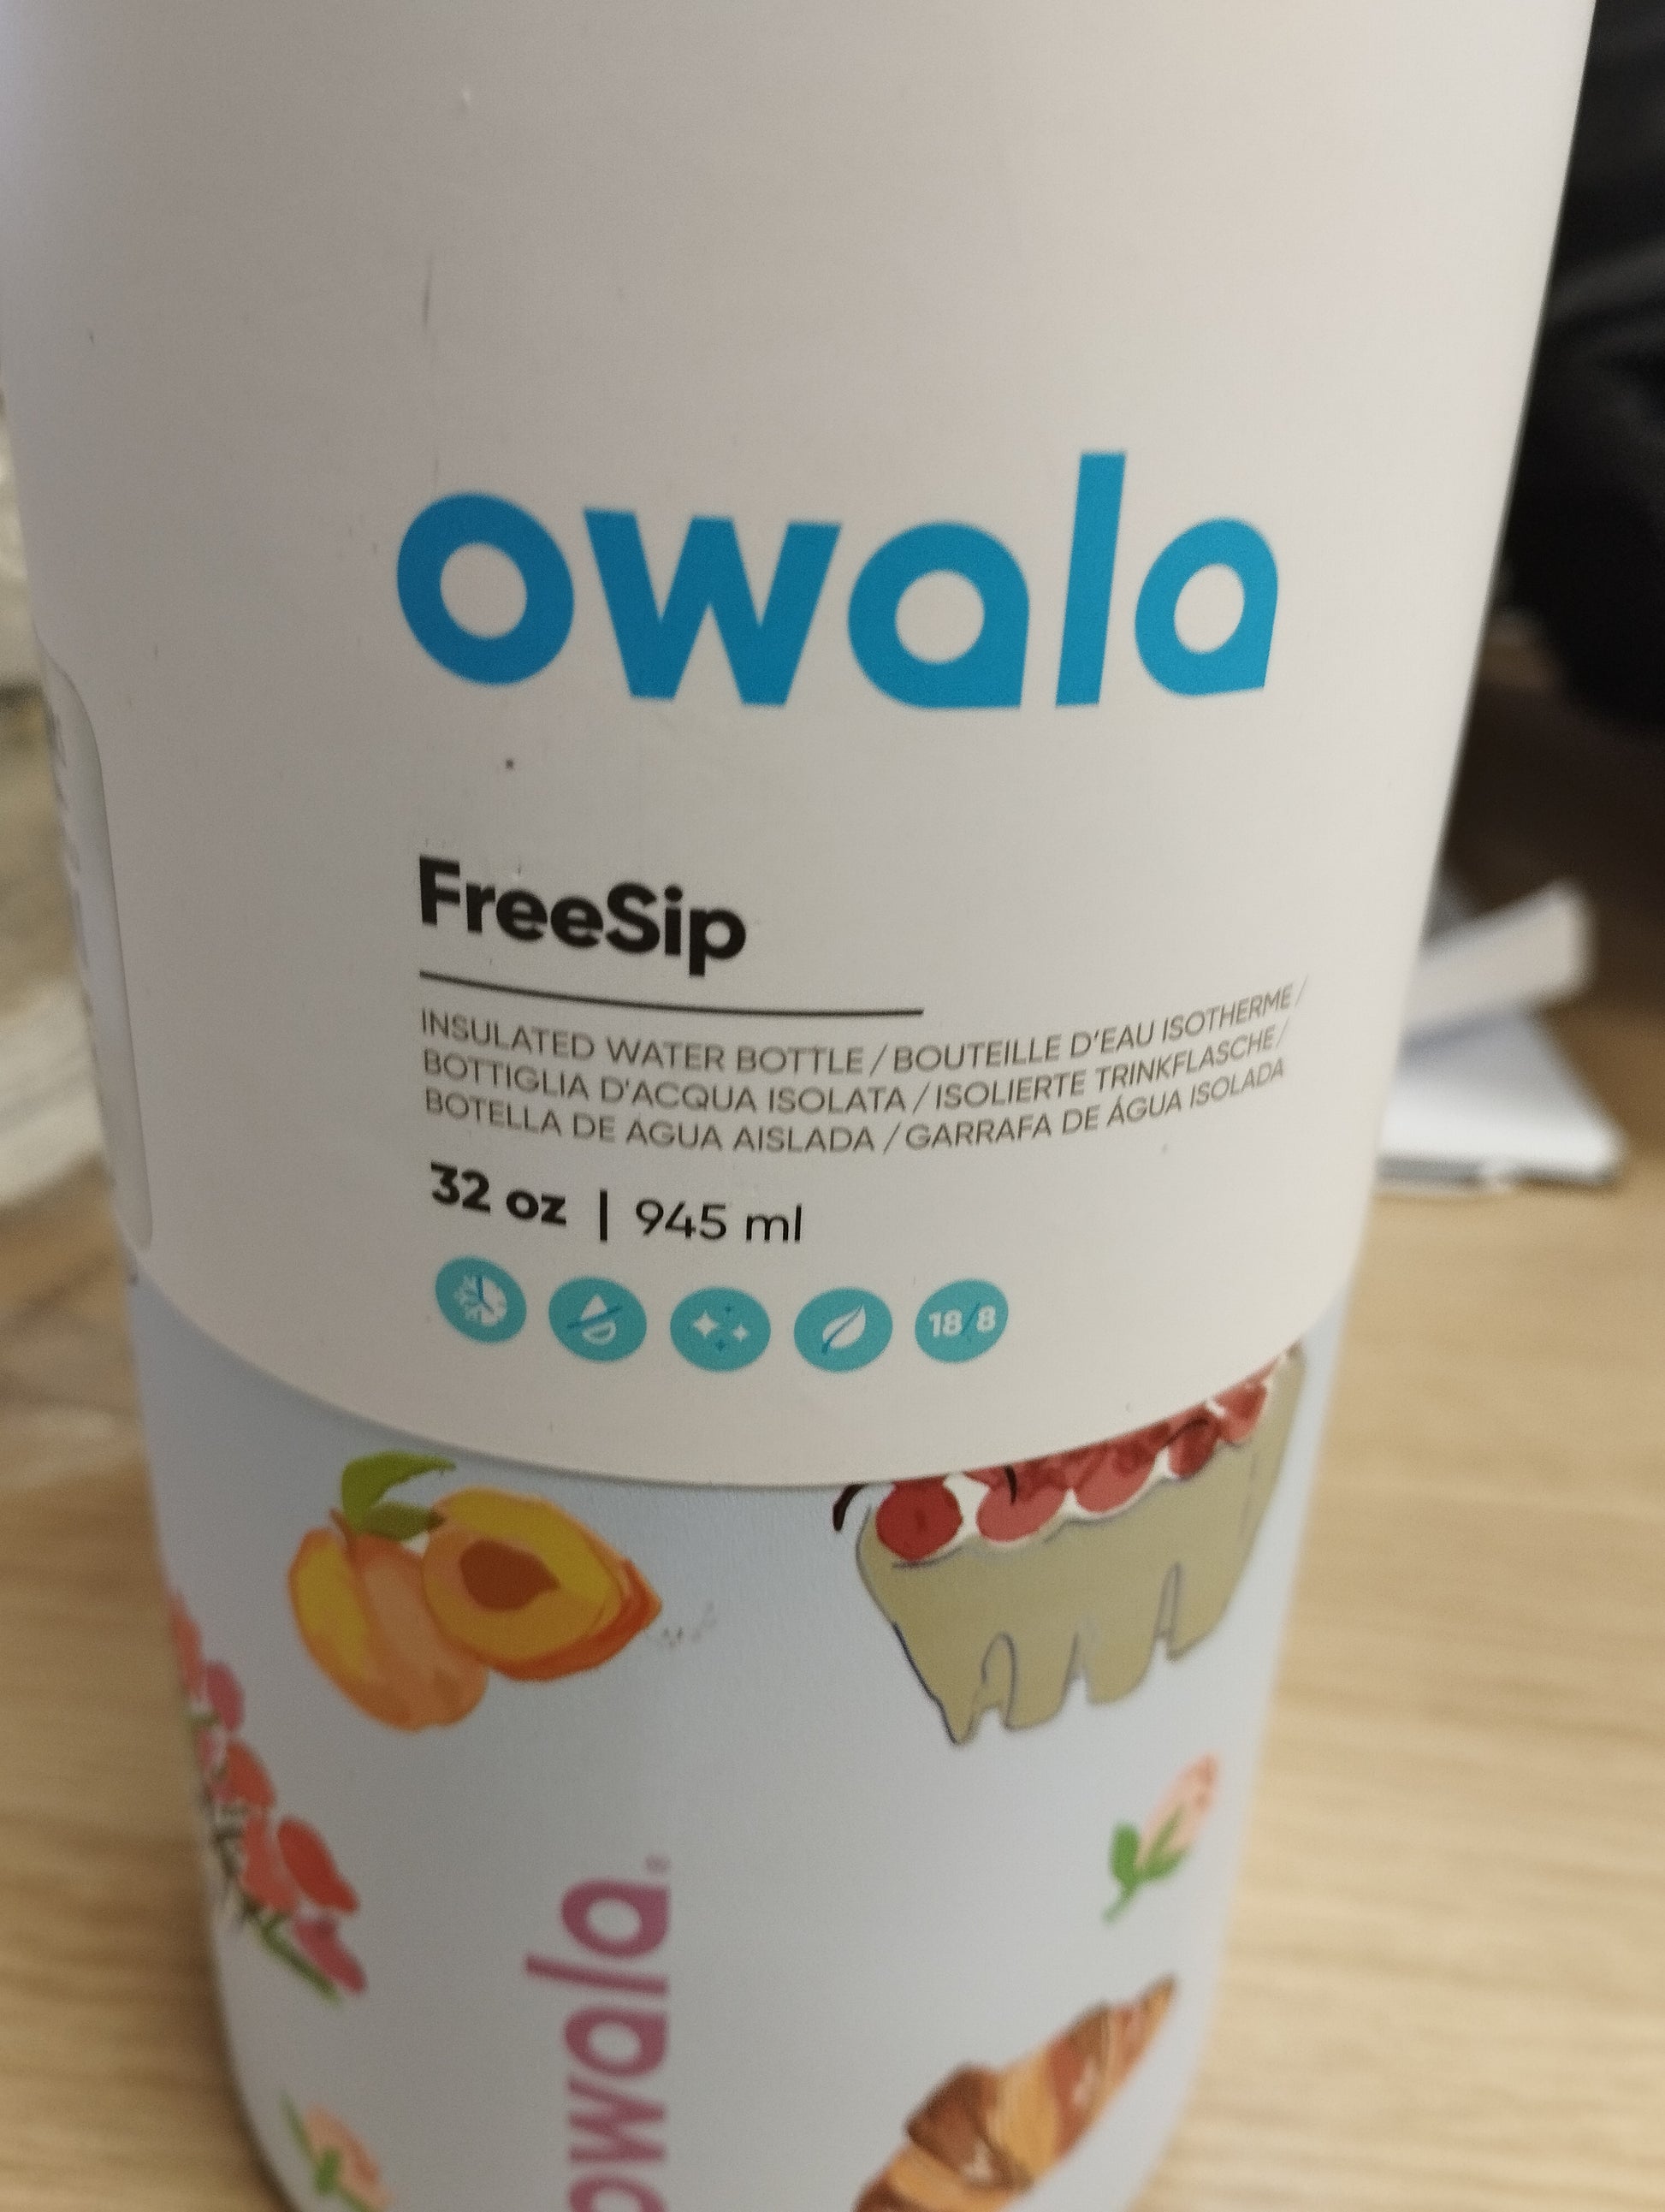 owala
FreeSip
INSULATED WATER BOTTLE / BOUTEILLE D'EAU ISOTHERME /
BOTTIGLIA D'ACQUA ISOLATA / ISOLIERTE TRINKFLASCHE /
BOTELLA DE AGUA AISLADA / GARRAFA DE ÁGUA ISOLADA
32 oz | 945 ml
18/8
owala